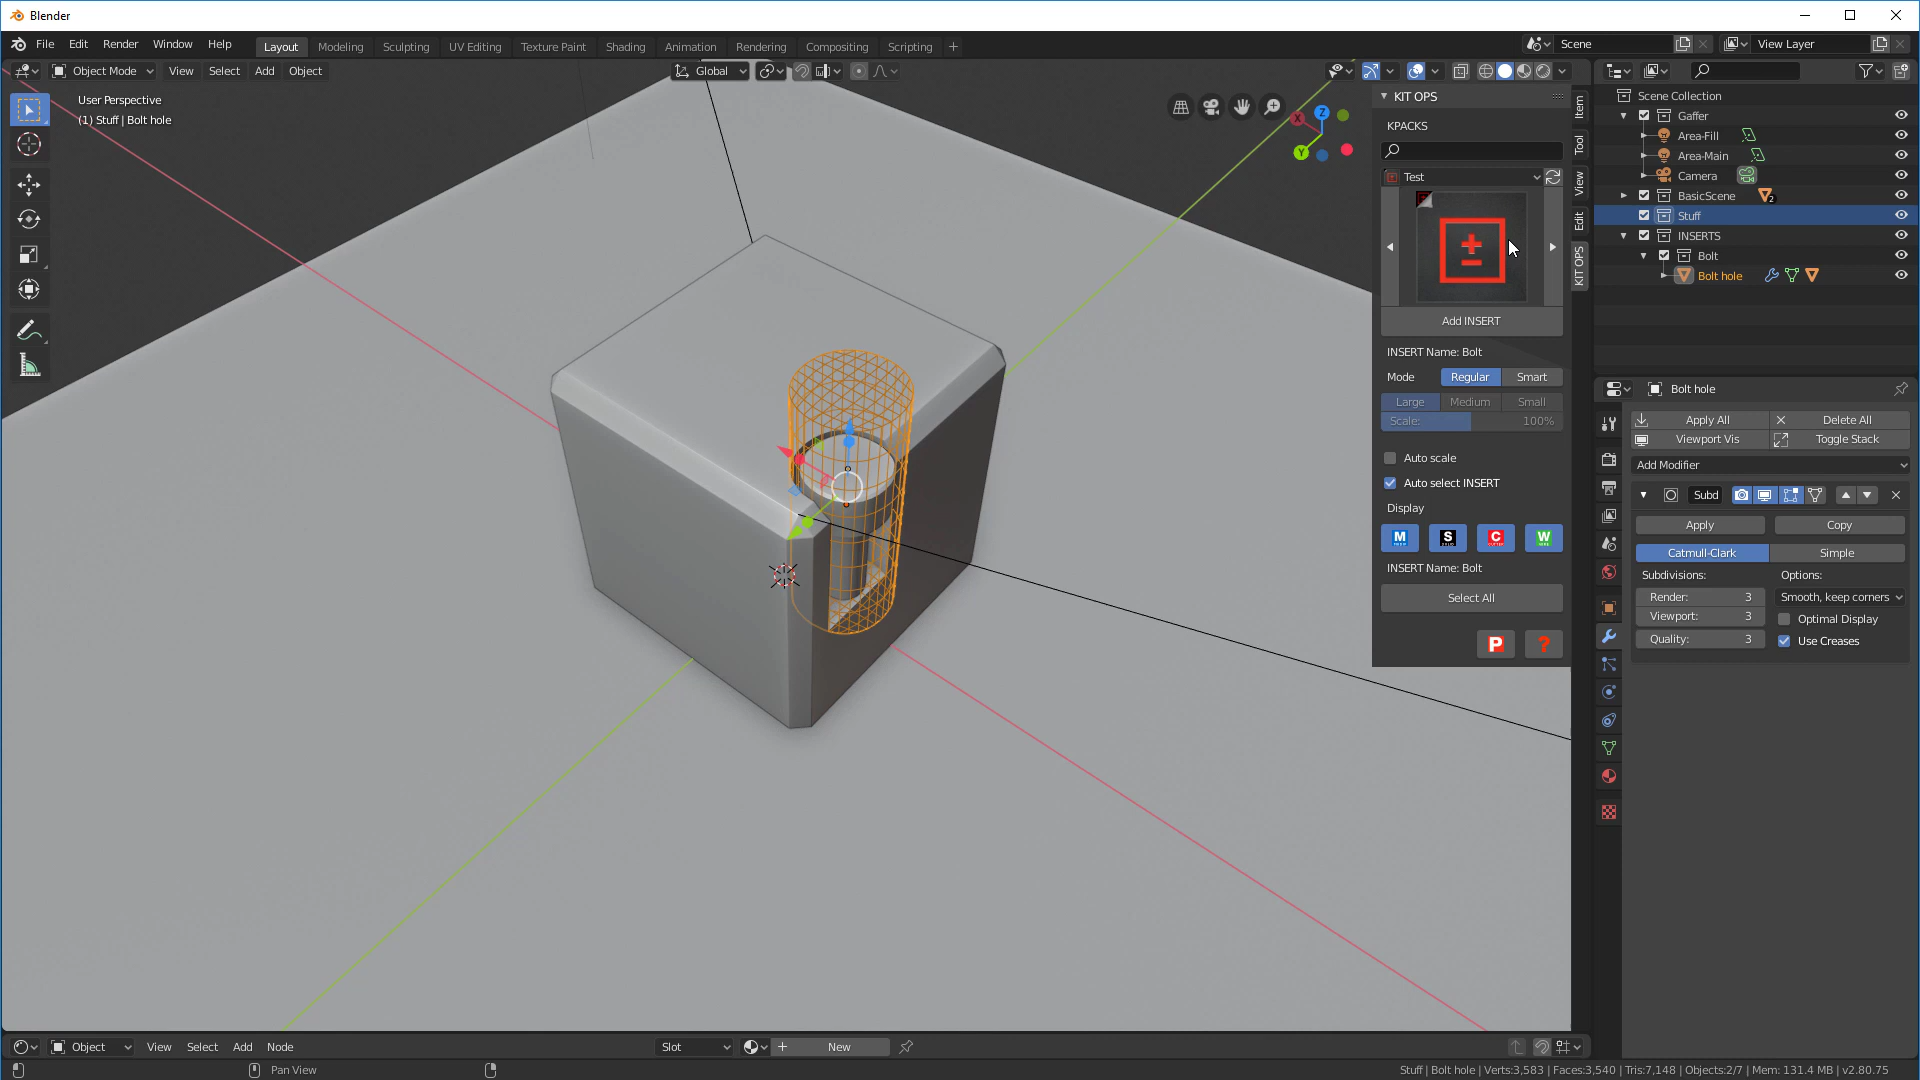 Blender
File Edit Render Window Help
Layout Modeling Sculpting UV Editing Texture Paint Shading Animation Rendering Compositing Scripting +
Scene
View Layer
Object Mode View Select Add Object
Global
User Perspective
(1) Stuff | Bolt hole
X
Y
Z
KIT OPS
KPACKS
Test
Add INSERT
INSERT Name: Bolt
Mode Regular Smart
Large Medium Small
Scale: 100%
Auto scale
Auto select INSERT
Display
M S C W
INSERT Name: Bolt
Select All
P ?
Item
Tool
View
Edit
KIT OPS
Scene Collection
Gaffer
Area-Fill
Area-Main
Camera
BasicScene 2
Stuff
INSERTS
Bolt
Bolt hole
Bolt hole
Apply All Delete All
Viewport Vis Toggle Stack
Add Modifier
Subd
Apply Copy
Catmull-Clark Simple
Subdivisions: Options:
Render: 3 Smooth, keep corners
Viewport: 3 Optimal Display
Quality: 3 Use Creases
Object View Select Add Node
Slot
+ New
Pan View
Stuff | Bolt hole | Verts:3,583 | Faces:3,540 | Tris:7,148 | Objects:2/7 | Mem: 131.4 MB | v2.80.75